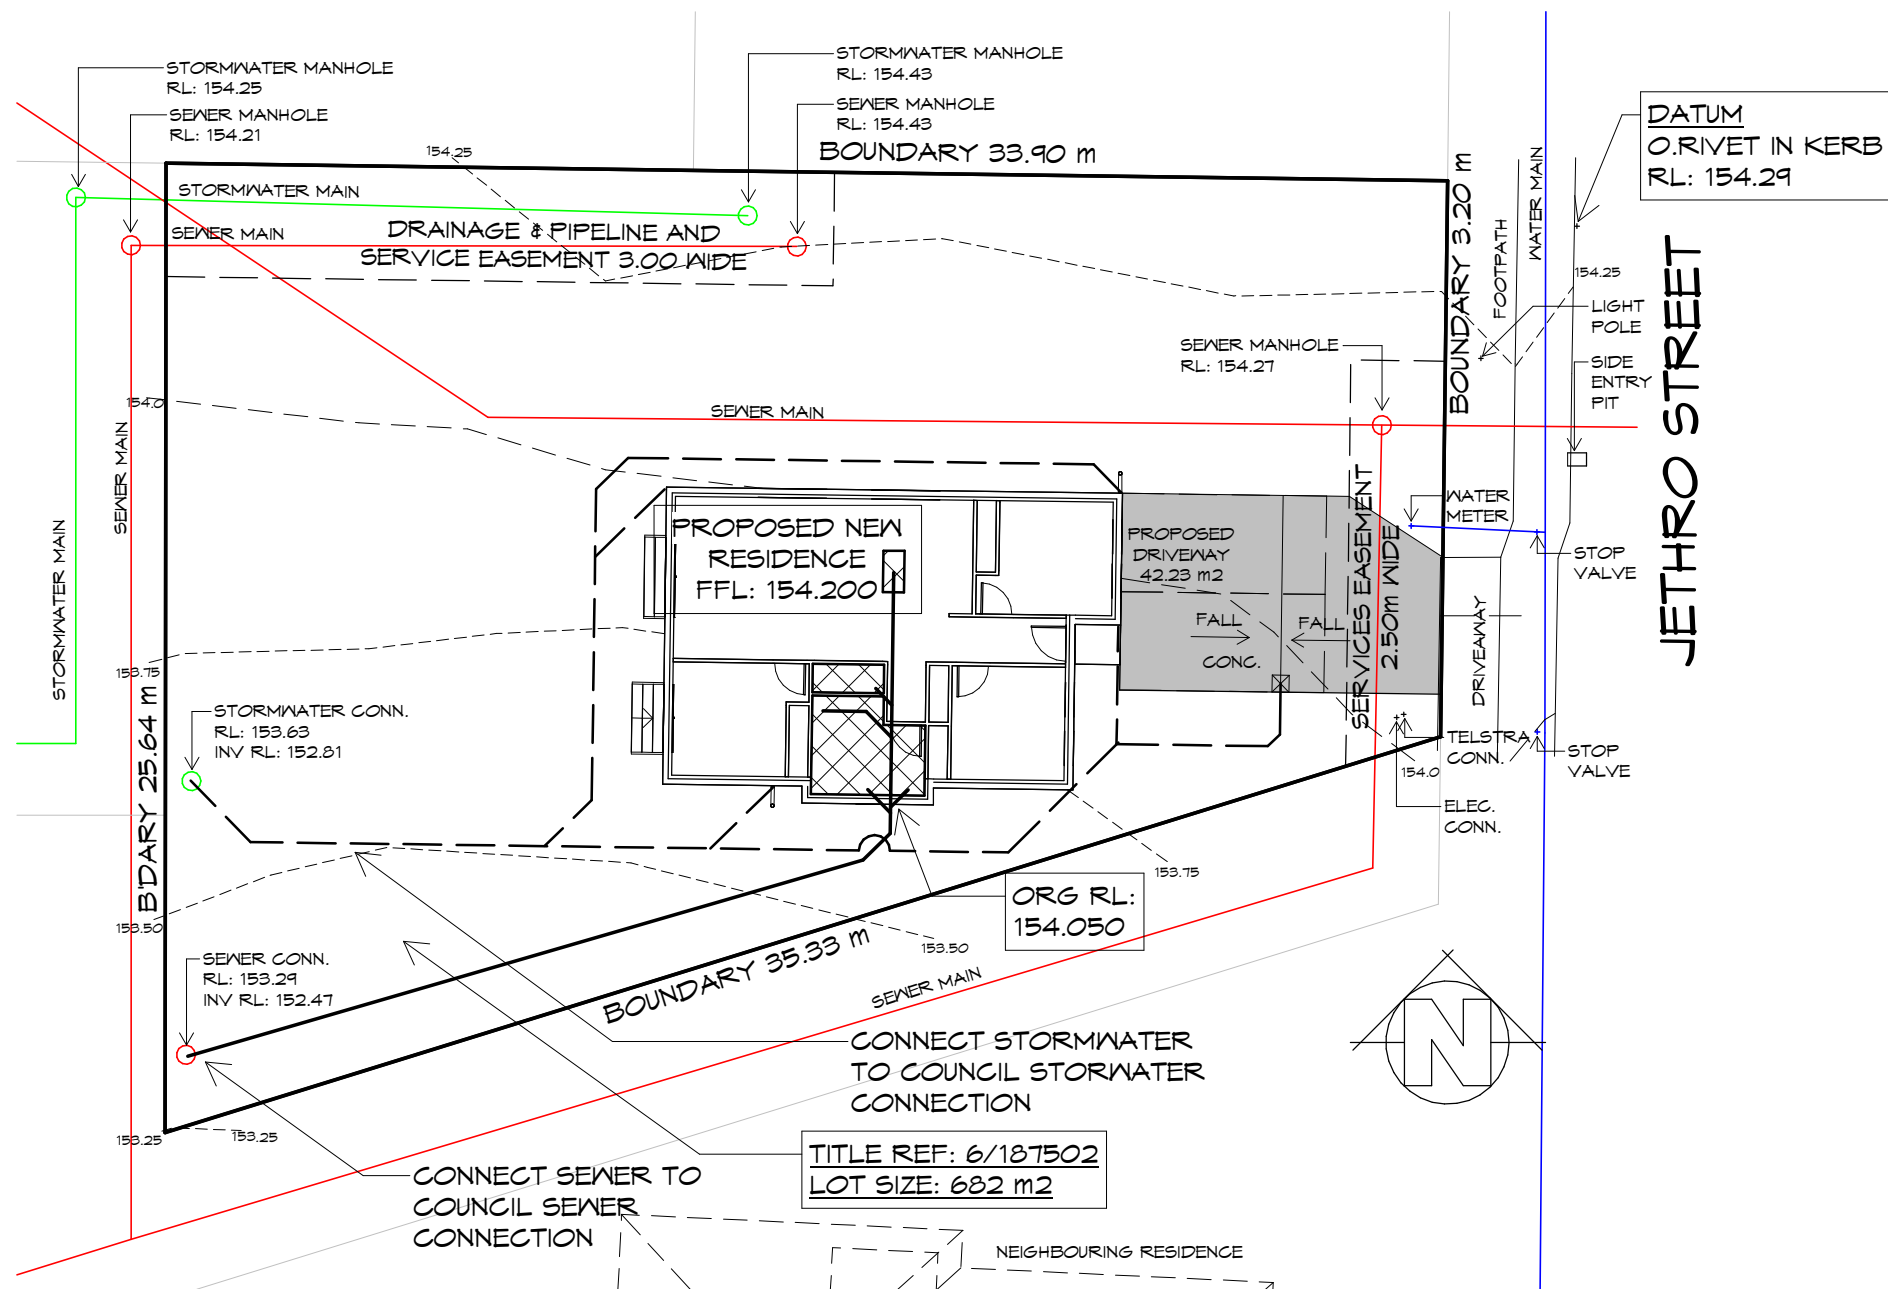 STORMWATER MANHOLE
RL: 154.25
SEWER MANHOLE
RL: 154.21
STORMWATER MANHOLE
RL: 154.43
SEWER MANHOLE
RL: 154.43
DATUM
O.RIVET IN KERB
RL: 154.29
154.25
BOUNDARY 33.90 m
STORMWATER MAIN
SEWER MAIN
DRAINAGE & PIPELINE AND
SERVICE EASEMENT 3.00 WIDE
BOUNDARY 3.20 m
FOOTPATH
WATER MAIN
154.25
LIGHT
POLE
SIDE
ENTRY
PIT
JETHRO STREET
SEWER MANHOLE
RL: 154.27
154.0
SEWER MAIN
SEWER MAIN
STORMWATER MAIN
PROPOSED NEW
RESIDENCE
FFL: 154.200
PROPOSED
DRIVEWAY
42.23 m2
FALL
FALL
CONC.
SERVICES EASEMENT
2.50m WIDE
WATER
METER
STOP
VALVE
DRIVEAWAY
153.75
B'DARY 25.64 m
STORMWATER CONN.
RL: 153.63
INV RL: 152.81
TELSTRA
CONN.
STOP
VALVE
154.0
ELEC.
CONN.
153.75
ORG RL:
154.050
153.50
153.50
SEWER CONN.
RL: 153.29
INV RL: 152.47
BOUNDARY 35.33 m
SEWER MAIN
CONNECT STORMWATER
TO COUNCIL STORWATER
CONNECTION
N
153.25
153.25
TITLE REF: 6/187502
LOT SIZE: 682 m2
CONNECT SEWER TO
COUNCIL SEWER
CONNECTION
NEIGHBOURING RESIDENCE